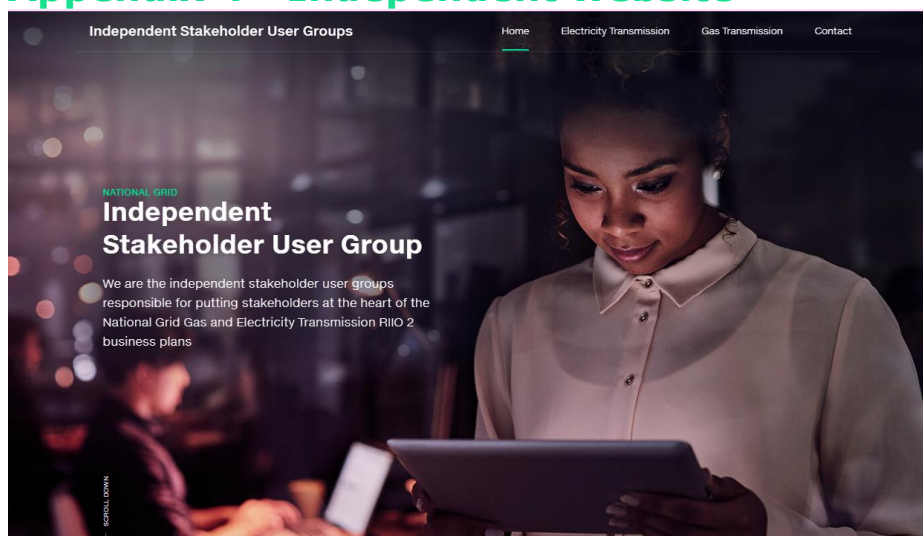 Independent Stakeholder User Groups
Home Electricity Transmission Gas Transmission Contact
NATIONAL GRID
Independent
Stakeholder User Group
We are the independent stakeholder user groups
responsible for putting stakeholders at the heart of the
National Grid Gas and Electricity Transmission RIIO 2
business plans
SCROLL DOWN